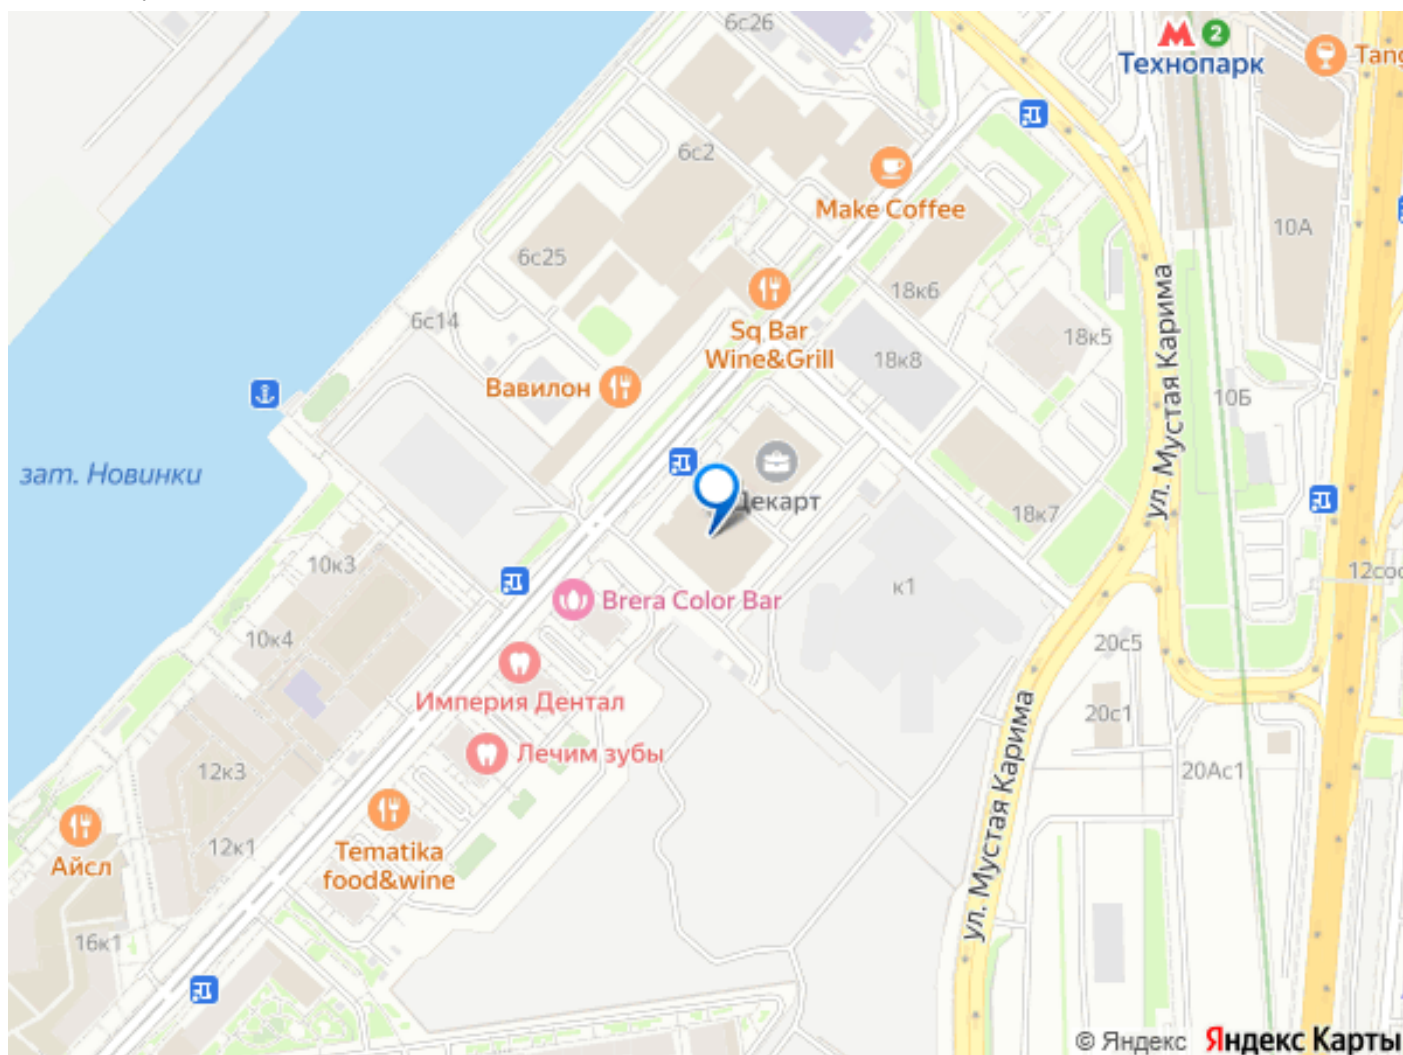 6с26
2
Технопарк
Tang
6с2
Make Coffee
10А
6с25
18к6
6с14
Sq Bar
Wine&Grill
18к5
18к8
Вавилон
10Б
ул. Мустая Карима
зат. Новинки
Декарт
18к7
10к3
12соо
к1
Brera Color Bar
10к4
20с5
Империя Дентал
20с1
Лечим зубы
12к3
20Ас1
ул. Мустая Карима
12к1
Айсл
Tematika
food&wine
16к1
© Яндекс Яндекс Карты